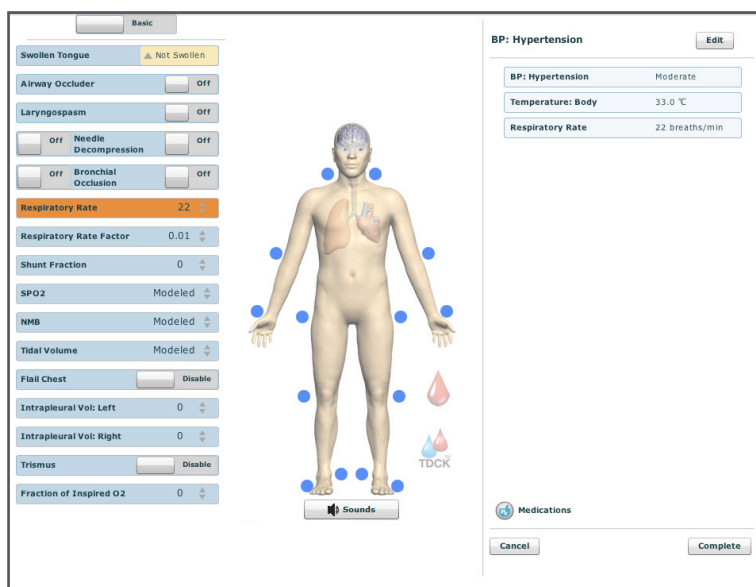 Basic
Swollen Tongue Not Swollen
Airway Occluder Off
Laryngospasm Off
Off Needle Decompression Off
Off Bronchial Occlusion Off
Respiratory Rate 22
Respiratory Rate Factor 0.01
Shunt Fraction 0
SPO2 Modeled
NMB Modeled
Tidal Volume Modeled
Flail Chest Disable
Intrapleural Vol: Left 0
Intrapleural Vol: Right 0
Trismus Disable
Fraction of Inspired O2 0
TDCK™
Sounds
BP: Hypertension Edit
BP: Hypertension Moderate
Temperature: Body 33.0 ℃
Respiratory Rate 22 breaths/min
Medications
Cancel Complete